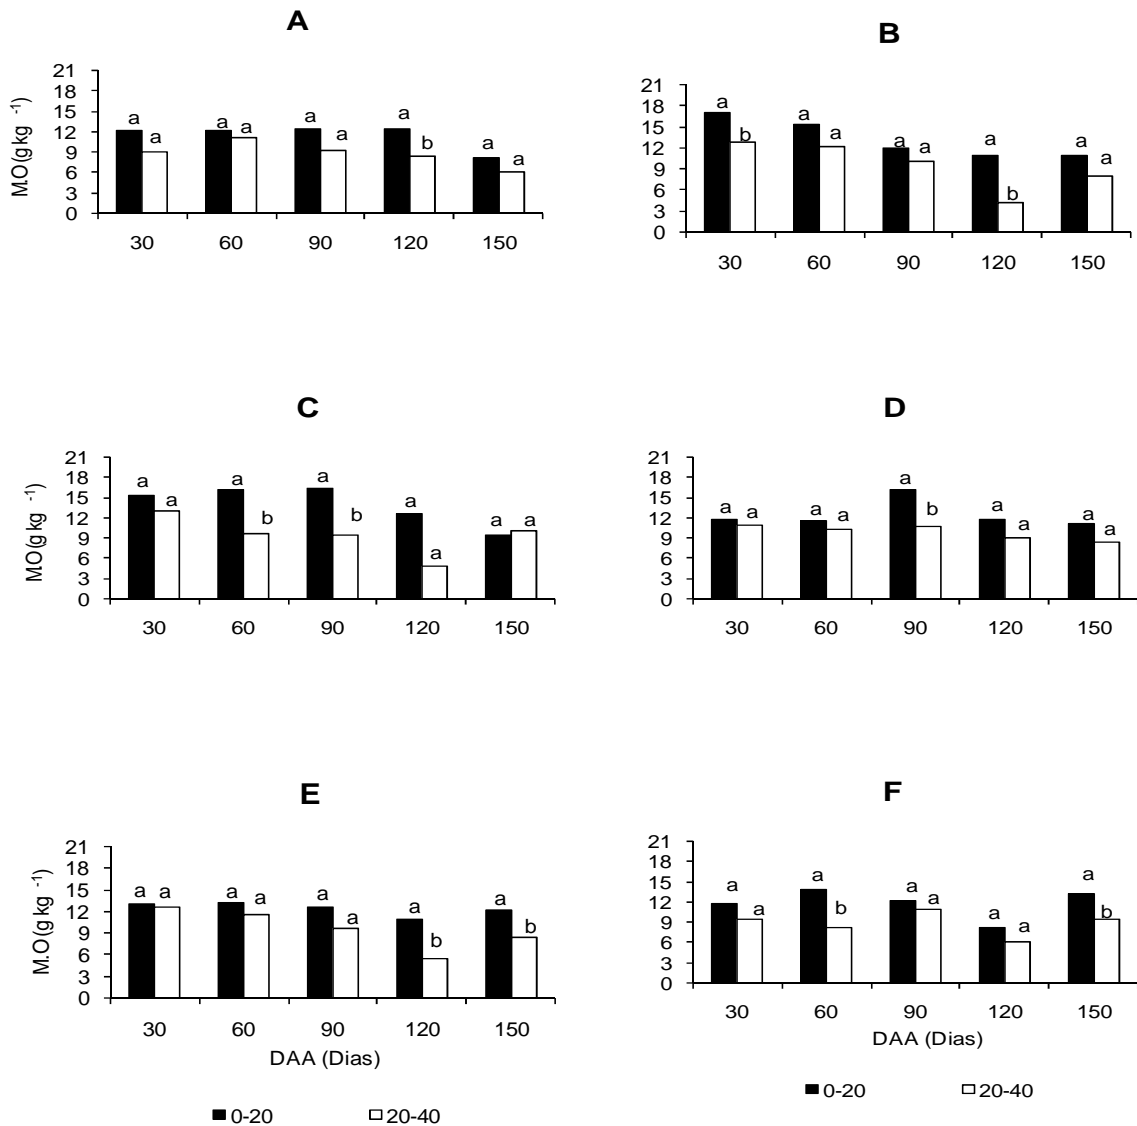 A
M.O(g kg -1)
21
18
15
12
9
6
3
0
a a a a a a a b a a
30 60 90 120 150
B
21
18
15
12
9
6
3
0
a b a a a a a b a a
30 60 90 120 150
C
M.O(g kg -1)
21
18
15
12
9
6
3
0
a a a b a b a a a a
30 60 90 120 150
D
21
18
15
12
9
6
3
0
a a a a a b a a a a
30 60 90 120 150
E
M.O(g kg -1)
21
18
15
12
9
6
3
0
a a a a a a a b a b
30 60 90 120 150
DAA (Dias)
0-20 20-40
F
21
18
15
12
9
6
3
0
a a a b a a a a a b
30 60 90 120 150
DAA (Dias)
0-20 20-40